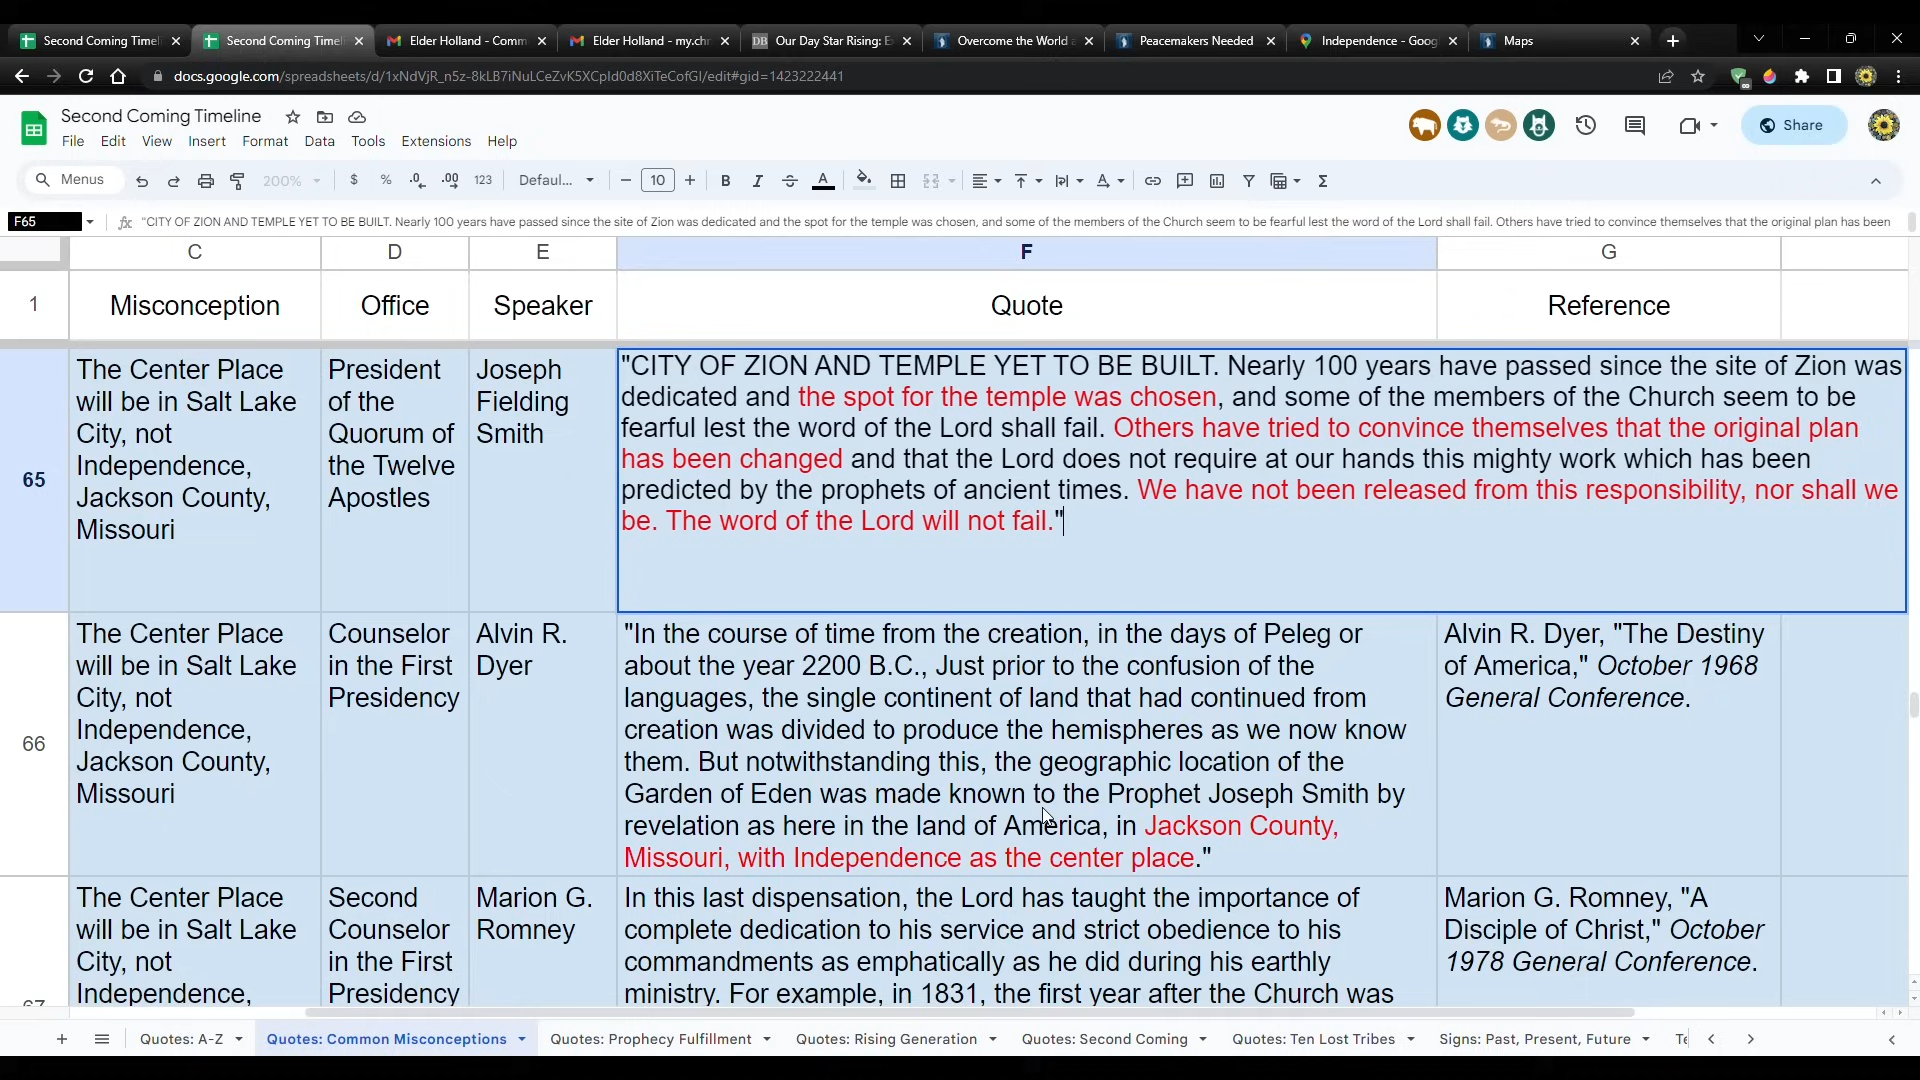 Second Coming Timel
Second Coming Timel
Elder Holland - Comm
Elder Holland - my.ch
Our Day Star Rising: E
Overcome the World
Peacemakers Needed
Independence - Goog
Maps
docs.google.com/spreadsheets/d/1xNdVjR_n5z-8kLB7iNuLCeZvK5XCpId0d8XiTeCofGI/edit#gid=1423222441
Second Coming Timeline
File Edit View Insert Format Data Tools Extensions Help
Share
Menus 200% $ % .0 .00 123 Defaul... 10 B I A
F65
fx "CITY OF ZION AND TEMPLE YET TO BE BUILT. Nearly 100 years have passed since the site of Zion was dedicated and the spot for the temple was chosen, and some of the members of the Church seem to be fearful lest the word of the Lord shall fail. Others have tried to convince themselves that the original plan has been
C D E F G
1 Misconception Office Speaker Quote Reference
65
The Center Place
will be in Salt Lake
City, not
Independence,
Jackson County,
Missouri
President
of the
Quorum of
the Twelve
Apostles
Joseph
Fielding
Smith
"CITY OF ZION AND TEMPLE YET TO BE BUILT. Nearly 100 years have passed since the site of Zion was
dedicated and the spot for the temple was chosen, and some of the members of the Church seem to be
fearful lest the word of the Lord shall fail. Others have tried to convince themselves that the original plan
has been changed and that the Lord does not require at our hands this mighty work which has been
predicted by the prophets of ancient times. We have not been released from this responsibility, nor shall we
be. The word of the Lord will not fail."
66
The Center Place
will be in Salt Lake
City, not
Independence,
Jackson County,
Missouri
Counselor
in the First
Presidency
Alvin R.
Dyer
"In the course of time from the creation, in the days of Peleg or
about the year 2200 B.C., Just prior to the confusion of the
languages, the single continent of land that had continued from
creation was divided to produce the hemispheres as we now know
them. But notwithstanding this, the geographic location of the
Garden of Eden was made known to the Prophet Joseph Smith by
revelation as here in the land of America, in Jackson County,
Missouri, with Independence as the center place."
Alvin R. Dyer, "The Destiny
of America," October 1968
General Conference.
67
The Center Place
will be in Salt Lake
City, not
Independence,
Second
Counselor
in the First
Presidency
Marion G.
Romney
In this last dispensation, the Lord has taught the importance of
complete dedication to his service and strict obedience to his
commandments as emphatically as he did during his earthly
ministry. For example, in 1831, the first year after the Church was
Marion G. Romney, "A
Disciple of Christ," October
1978 General Conference.
Quotes: A-Z
Quotes: Common Misconceptions
Quotes: Prophecy Fulfillment
Quotes: Rising Generation
Quotes: Second Coming
Quotes: Ten Lost Tribes
Signs: Past, Present, Future
Te